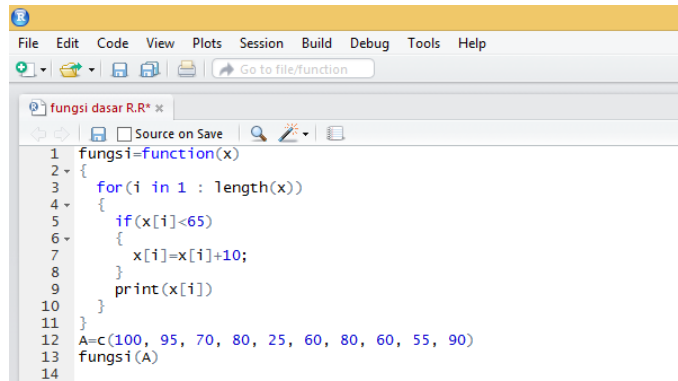 R
File Edit Code View Plots Session Build Debug Tools Help
Go to file/function
fungsi dasar R.R* ×
Source on Save
1 fungsi=function(x)
2 {
3   for(i in 1 : length(x))
4   {
5     if(x[i]<65)
6     {
7       x[i]=x[i]+10;
8     }
9     print(x[i])
10   }
11 }
12 A=c(100, 95, 70, 80, 25, 60, 80, 60, 55, 90)
13 fungsi(A)
14